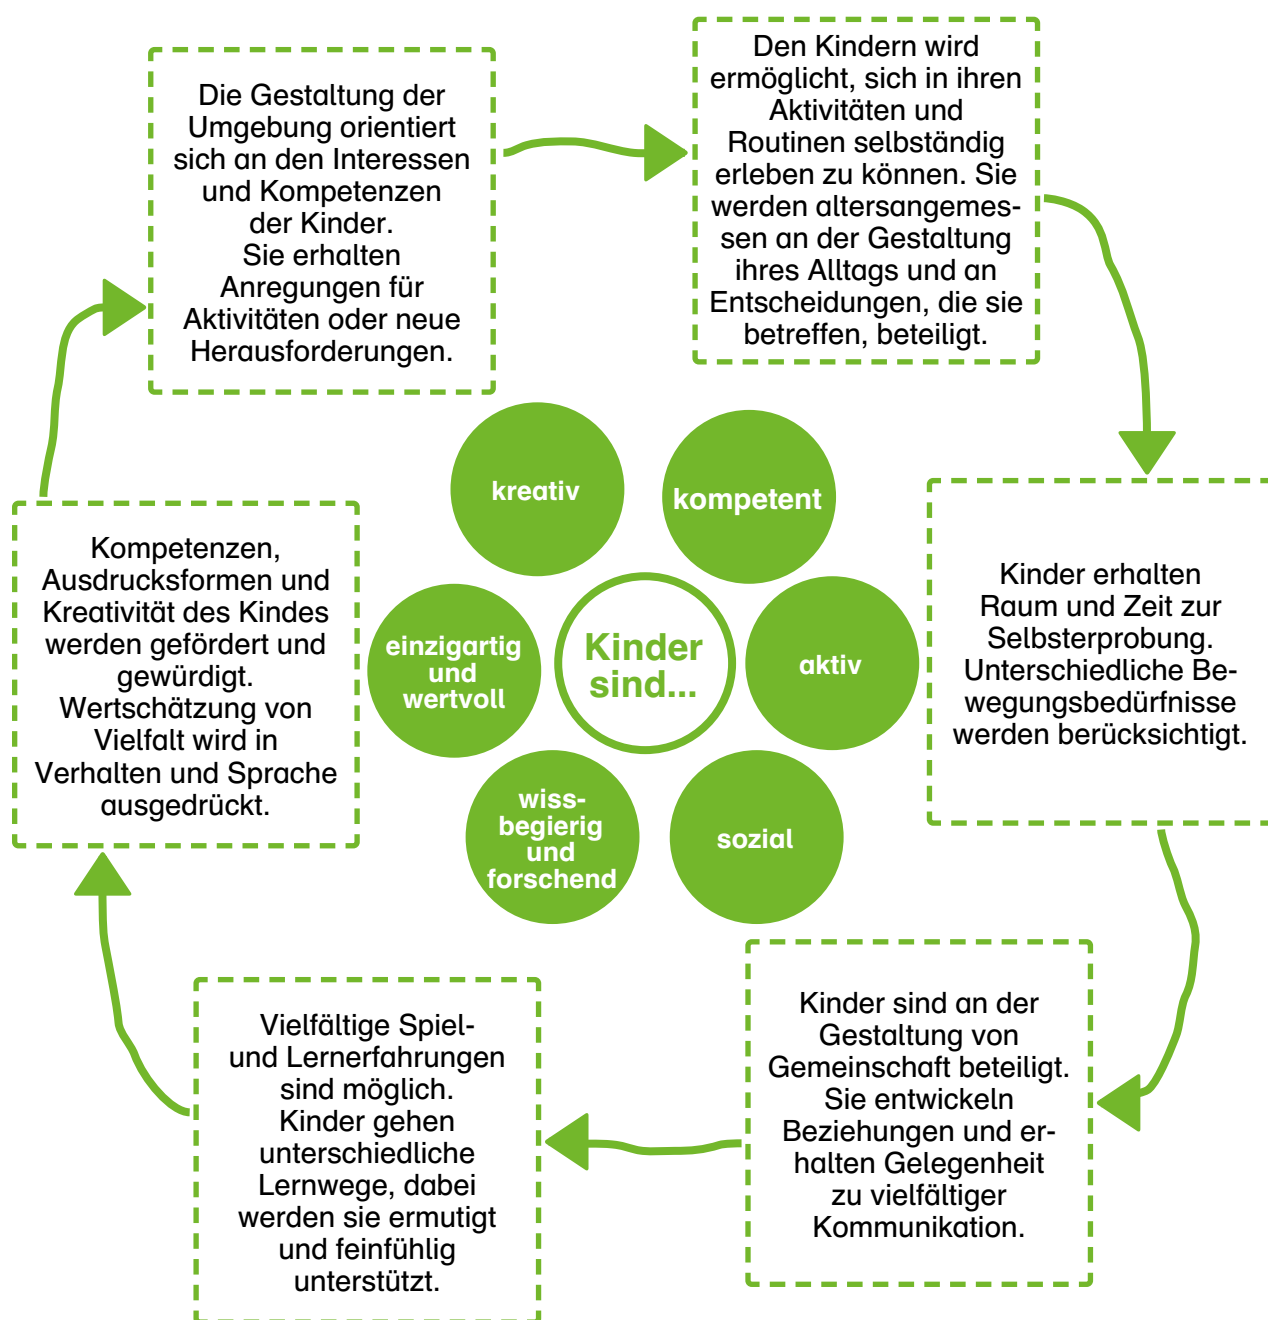 Die Gestaltung der
Umgebung orientiert
sich an den Interessen
und Kompetenzen
der Kinder.
Sie erhalten
Anregungen für
Aktivitäten oder neue
Herausforderungen.
Den Kindern wird
ermöglicht, sich in ihren
Aktivitäten und
Routinen selbständig
erleben zu können. Sie
werden altersangemes-
sen an der Gestaltung
ihres Alltags und an
Entscheidungen, die sie
betreffen, beteiligt.
Kinder erhalten
Raum und Zeit zur
Selbsterprobung.
Unterschiedliche Be-
wegungsbedürfnisse
werden berücksichtigt.
Kinder sind an der
Gestaltung von
Gemeinschaft beteiligt.
Sie entwickeln
Beziehungen und er-
halten Gelegenheit
zu vielfältiger
Kommunikation.
Vielfältige Spiel-
und Lernerfahrungen
sind möglich.
Kinder gehen
unterschiedliche
Lernwege, dabei
werden sie ermutigt
und feinfühlig
unterstützt.
Kompetenzen,
Ausdrucksformen und
Kreativität des Kindes
werden gefördert und
gewürdigt.
Wertschätzung von
Vielfalt wird in
Verhalten und Sprache
ausgedrückt.
Kinder
sind...
kreativ
kompetent
aktiv
sozial
wiss-
begierig
und
forschend
einzigartig
und
wertvoll